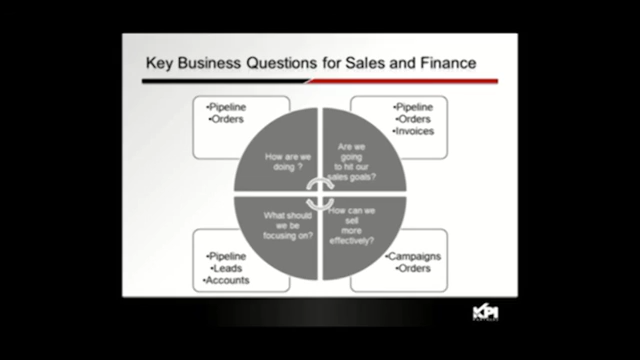 Key Business Questions for Sales and Finance
•Pipeline
•Orders
•Pipeline
•Orders
•Invoices
How are we
doing ?
Are we
going
to hit our
sales goals?
What should
we be
focusing on?
How can we
sell
more
effectively?
•Pipeline
•Leads
•Accounts
•Campaigns
•Orders
KPI